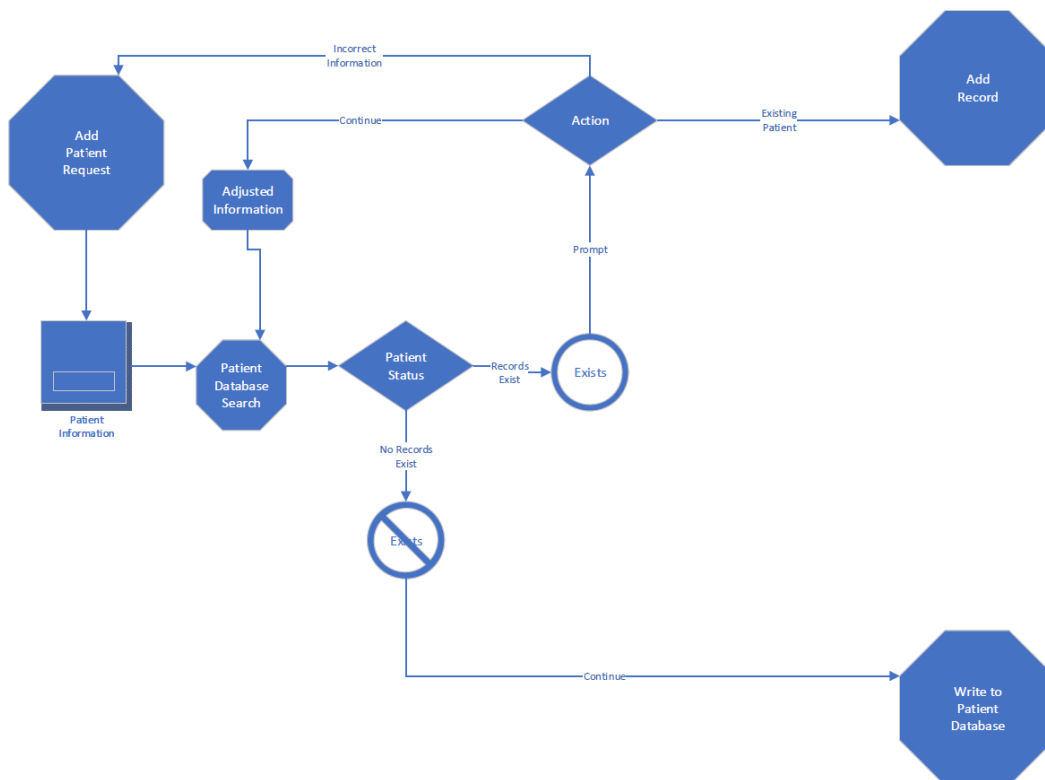 Incorrect
Information
Add
Record
Add
Patient
Request
Continue
Action
Existing
Patient
Adjusted
Information
Prompt
Patient
Information
Patient
Database
Search
Patient
Status
Records
Exist
Exists
No Records
Exist
Exists
Continue
Write to
Patient
Database